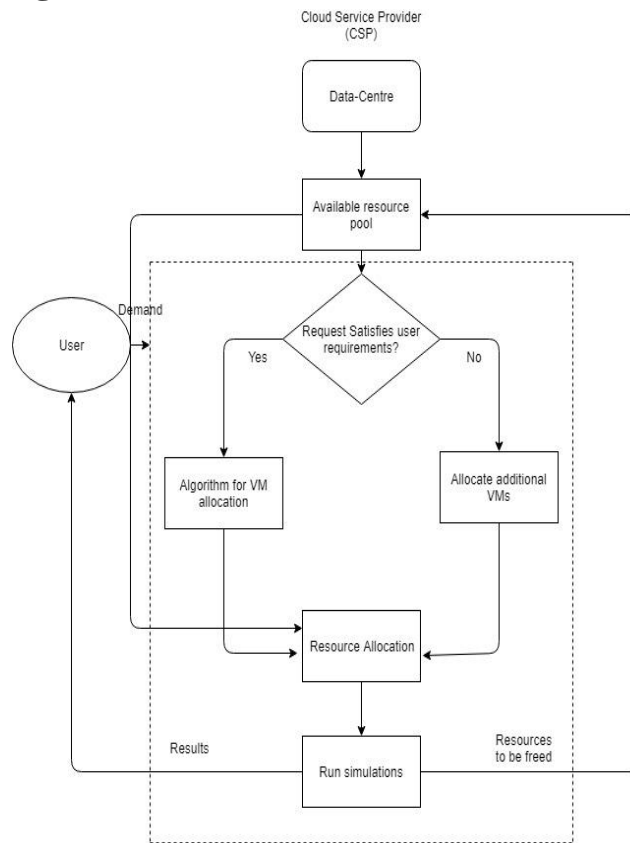 Cloud Service Provider
(CSP)
Data-Centre
Available resource
pool
Demand
User
Request Satisfies user
requirements?
Yes
No
Algorithm for VM
allocation
Allocate additional
VMs
Resource Allocation
Results
Run simulations
Resources
to be freed